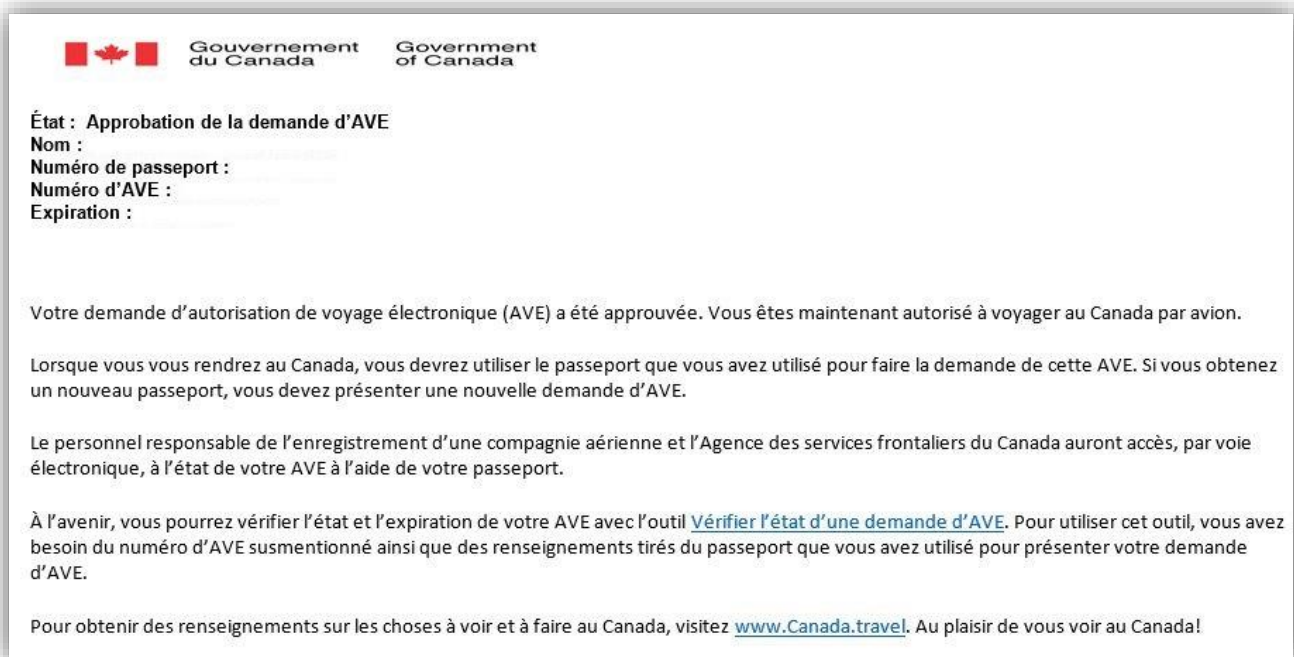 Gouvernement du Canada
Government of Canada
État : Approbation de la demande d’AVE
Nom :
Numéro de passeport :
Numéro d’AVE :
Expiration :
Votre demande d’autorisation de voyage électronique (AVE) a été approuvée. Vous êtes maintenant autorisé à voyager au Canada par avion.
Lorsque vous vous rendrez au Canada, vous devrez utiliser le passeport que vous avez utilisé pour faire la demande de cette AVE. Si vous obtenez
un nouveau passeport, vous devez présenter une nouvelle demande d’AVE.
Le personnel responsable de l’enregistrement d’une compagnie aérienne et l’Agence des services frontaliers du Canada auront accès, par voie
électronique, à l’état de votre AVE à l’aide de votre passeport.
À l’avenir, vous pourrez vérifier l’état et l’expiration de votre AVE avec l’outil Vérifier l’état d’une demande d’AVE. Pour utiliser cet outil, vous avez
besoin du numéro d’AVE susmentionné ainsi que des renseignements tirés du passeport que vous avez utilisé pour présenter votre demande
d’AVE.
Pour obtenir des renseignements sur les choses à voir et à faire au Canada, visitez www.Canada.travel. Au plaisir de vous voir au Canada!